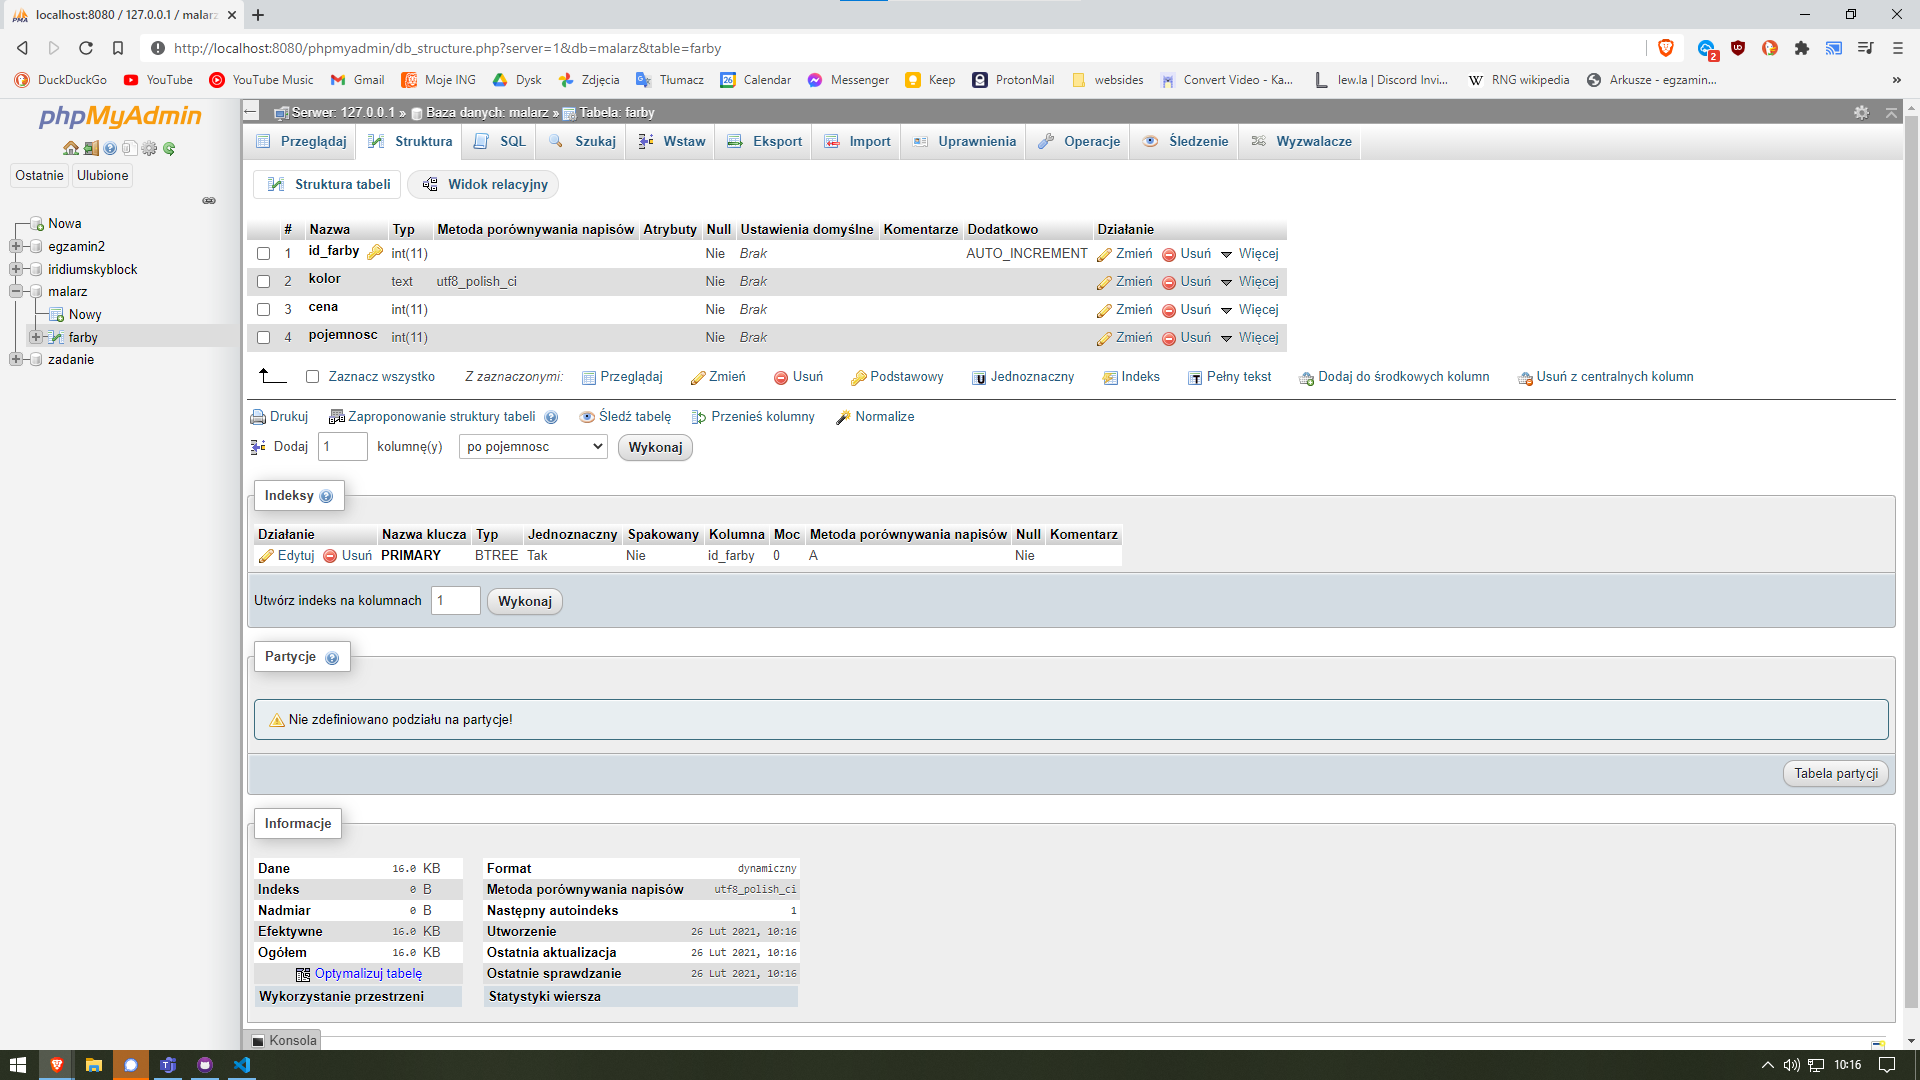 localhost:8080 / 127.0.0.1 / malarz
http://localhost:8080/phpmyadmin/db_structure.php?server=1&db=malarz&table=farby
2
DuckDuckGo YouTube YouTube Music Gmail Moje ING Dysk Zdjęcia Tłumacz Calendar Messenger Keep ProtonMail websides Convert Video - Ka... lew.la | Discord Invi... RNG wikipedia Arkusze - egzamin...
phpMyAdmin
Ostatnie Ulubione
Nowa
egzamin2
iridiumskyblock
malarz
Nowy
farby
zadanie
Serwer: 127.0.0.1 » Baza danych: malarz » Tabela: farby
Przeglądaj Struktura SQL Szukaj Wstaw Eksport Import Uprawnienia Operacje Śledzenie Wyzwalacze
Struktura tabeli Widok relacyjny
# Nazwa Typ Metoda porównywania napisów Atrybuty Null Ustawienia domyślne Komentarze Dodatkowo Działanie
1 id_farby int(11) Nie Brak AUTO_INCREMENT Zmień Usuń Więcej
2 kolor text utf8_polish_ci Nie Brak Zmień Usuń Więcej
3 cena int(11) Nie Brak Zmień Usuń Więcej
4 pojemnosc int(11) Nie Brak Zmień Usuń Więcej
Zaznacz wszystko Z zaznaczonymi: Przeglądaj Zmień Usuń Podstawowy Jednoznaczny Indeks Pełny tekst Dodaj do środkowych kolumn Usuń z centralnych kolumn
Drukuj Zaproponowanie struktury tabeli Śledź tabelę Przenieś kolumny Normalize
Dodaj 1 kolumnę(y) po pojemnosc Wykonaj
Indeksy
Działanie Nazwa klucza Typ Jednoznaczny Spakowany Kolumna Moc Metoda porównywania napisów Null Komentarz
Edytuj Usuń PRIMARY BTREE Tak Nie id_farby 0 A Nie
Utwórz indeks na kolumnach 1 Wykonaj
Partycje
Nie zdefiniowano podziału na partycje!
Tabela partycji
Informacje
Dane 16.0 KB
Indeks 0 B
Nadmiar 0 B
Efektywne 16.0 KB
Ogółem 16.0 KB
Optymalizuj tabelę
Wykorzystanie przestrzeni
Format dynamiczny
Metoda porównywania napisów utf8_polish_ci
Następny autoindeks 1
Utworzenie 26 Lut 2021, 10:16
Ostatnia aktualizacja 26 Lut 2021, 10:16
Ostatnie sprawdzanie 26 Lut 2021, 10:16
Statystyki wiersza
Konsola
10:16